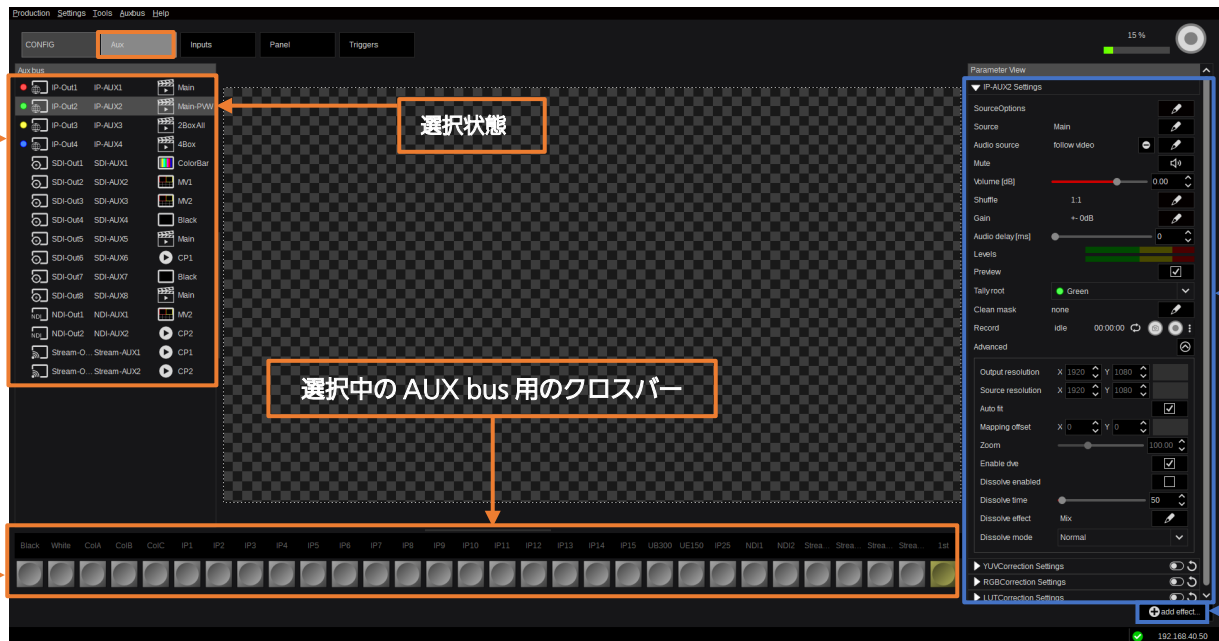 Production Settings Tools Auxbus Help
CONFIG Aux Inputs Panel Triggers 15 %
Auxbus
IP-Out1 IP-AUX1 Main
IP-Out2 IP-AUX2 Main-PVW
IP-Out3 IP-AUX3 2BoxAll
IP-Out4 IP-AUX4 4Box
SDI-Out1 SDI-AUX1 ColorBar
SDI-Out2 SDI-AUX2 MV1
SDI-Out3 SDI-AUX3 MV2
SDI-Out4 SDI-AUX4 Black
SDI-Out5 SDI-AUX5 Main
SDI-Out6 SDI-AUX6 CP1
SDI-Out7 SDI-AUX7 Black
SDI-Out8 SDI-AUX8 Main
NDI NDI-Out1 NDI-AUX1 MV2
NDI NDI-Out2 NDI-AUX2 CP2
Stream-O... Stream-AUX1 CP1
Stream-O... Stream-AUX2 CP2
選択状態
選択中の AUX bus 用のクロスバー
Black White ColA ColB ColC IP1 IP2 IP3 IP4 IP5 IP6 IP7 IP8 IP9 IP10 IP11 IP12 IP13 IP14 IP15 UB300 UE150 IP25 NDI1 NDI2 Strea... Strea... Strea... Strea... 1st
Parameter View
IP-AUX2 Settings
SourceOptions
Source Main
Audio source follow video
Mute
Volume [dB] 0.00
Shuffle 1:1
Gain +- 0dB
Audio delay[ms] 0
Levels
Preview
Tallyroot Green
Clean mask none
Record idle 00:00:00
Advanced
Output resolution X 1920 Y 1080
Source resolution X 1920 Y 1080
Auto fit
Mapping offset X 0 Y 0
Zoom 100.00
Enable dve
Dissolve enabled
Dissolve time 50
Dissolve effect Mix
Dissolve mode Normal
YUVCorrection Settings
RGBCorrection Settings
LUTCorrection Settings
add effect...
192.168.40.50